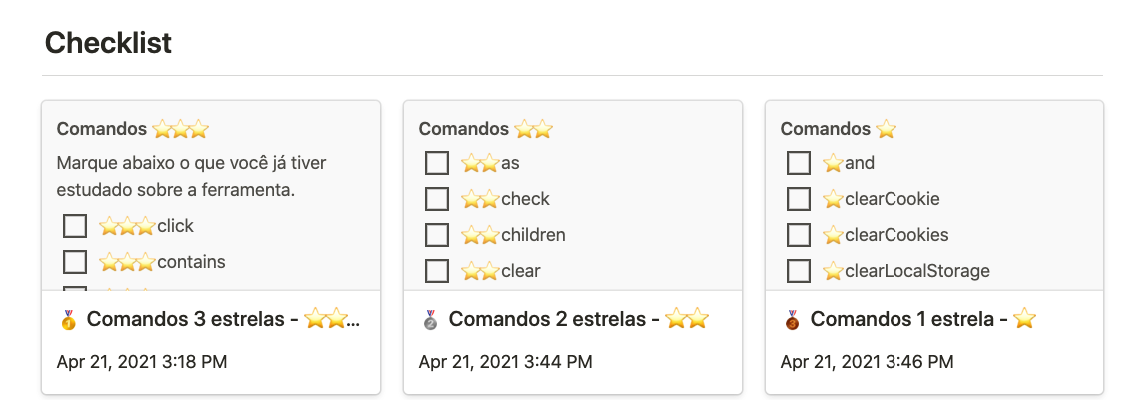 Checklist
Comandos ⭐⭐⭐
Marque abaixo o que você já tiver
estudado sobre a ferramenta.
⭐⭐⭐click
⭐⭐⭐contains
🥇 Comandos 3 estrelas - ⭐⭐...
Apr 21, 2021 3:18 PM
Comandos ⭐⭐
⭐⭐as
⭐⭐check
⭐⭐children
⭐⭐clear
🥈 Comandos 2 estrelas - ⭐⭐
Apr 21, 2021 3:44 PM
Comandos ⭐
⭐and
⭐clearCookie
⭐clearCookies
⭐clearLocalStorage
🥉 Comandos 1 estrela - ⭐
Apr 21, 2021 3:46 PM